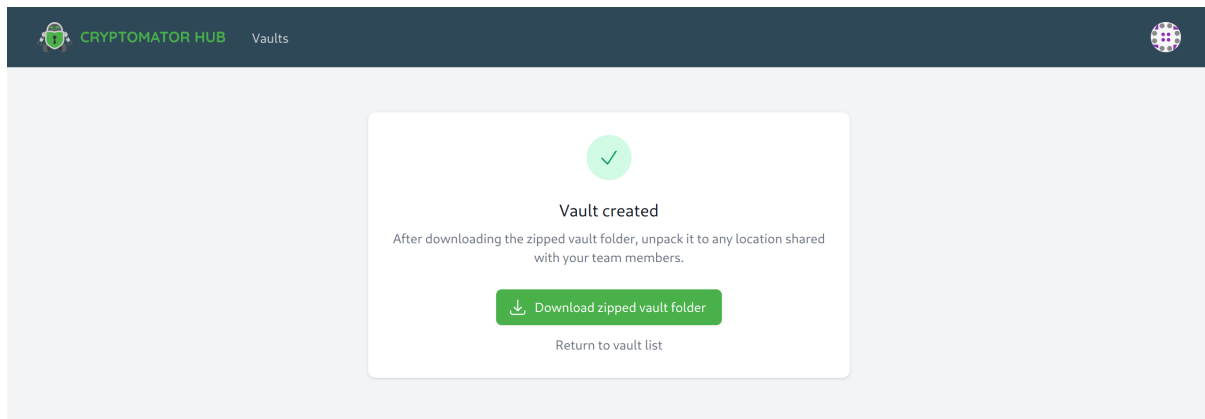 CRYPTOMATOR HUB Vaults
Vault created
After downloading the zipped vault folder, unpack it to any location shared
with your team members.
Download zipped vault folder
Return to vault list